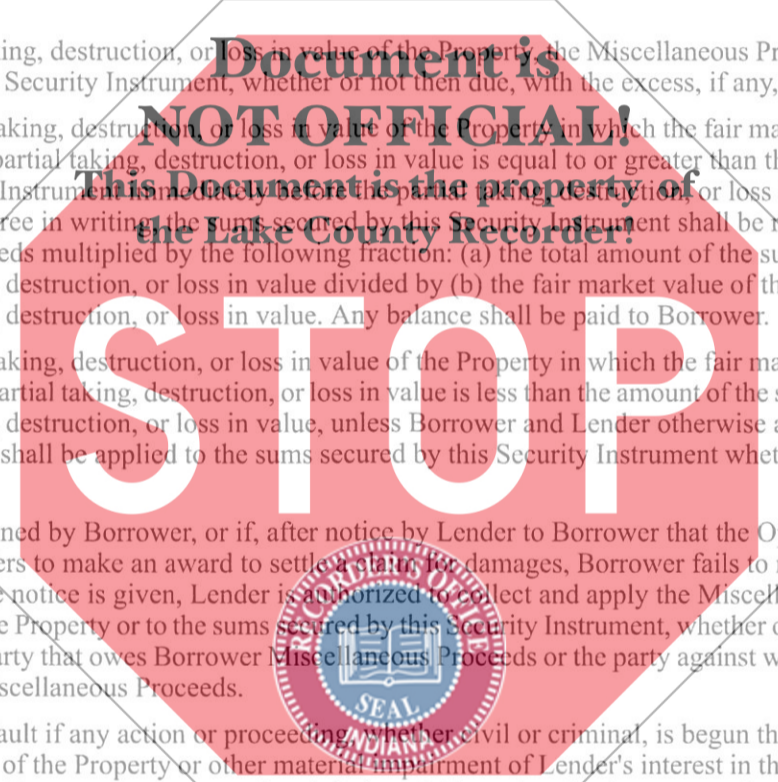 ing, destruction, or loss in value of the Property, the Miscellaneous Pr
Document is
Security Instrument, whether or not then due, with the excess, if any,
aking, destruction, or loss in value of the Property in which the fair ma
NOT OFFICIAL!
partial taking, destruction, or loss in value is equal to or greater than th
This Document is the property of
Instrument immediately before the partial taking, destruction, or loss
ree in writing, the sums secured by this Security Instrument shall be r
the Lake County Recorder!
eds multiplied by the following fraction: (a) the total amount of the su
destruction, or loss in value divided by (b) the fair market value of th
destruction, or loss in value. Any balance shall be paid to Borrower.
STOP
aking, destruction, or loss in value of the Property in which the fair ma
artial taking, destruction, or loss in value is less than the amount of the s
destruction, or loss in value, unless Borrower and Lender otherwise a
shall be applied to the sums secured by this Security Instrument whet
ned by Borrower, or if, after notice by Lender to Borrower that the O
ers to make an award to settle a claim for damages, Borrower fails to
e notice is given, Lender is authorized to collect and apply the Miscell
e Property or to the sums secured by this Security Instrument, whether o
arty that owes Borrower Miscellaneous Proceeds or the party against w
scellaneous Proceeds.
RECORDER'S OFFICE
SEAL
INDIANA
ault if any action or proceeding, whether civil or criminal, is begun th
of the Property or other material impairment of Lender's interest in th